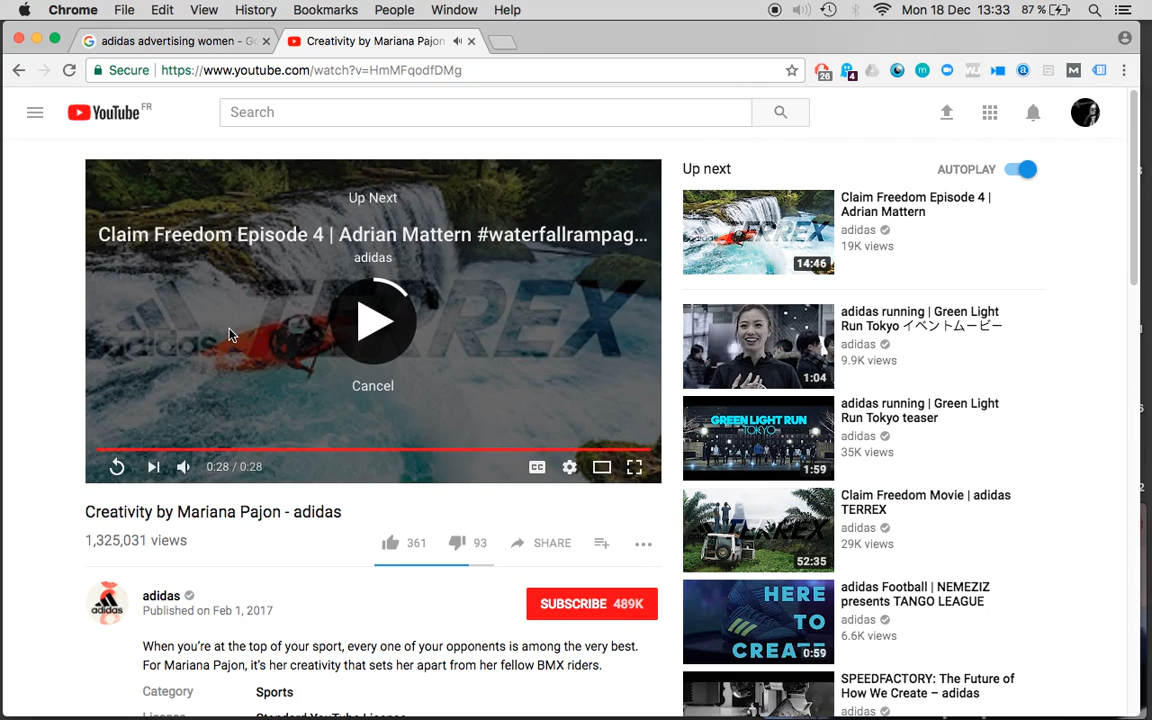 Chrome File Edit View History Bookmarks People Window Help Mon 18 Dec 13:33 87 %
adidas advertising women - Go
Creativity by Mariana Pajon
Secure https://www.youtube.com/watch?v=HmMFqodfDMg
26 4
YouTube FR
Search
Up Next
Claim Freedom Episode 4 | Adrian Mattern #waterfallrampag...
adidas
TERREX
Cancel
CC
0:28 / 0:28
Creativity by Mariana Pajon - adidas
1,325,031 views
361 93 SHARE
adidas
Published on Feb 1, 2017
SUBSCRIBE 489K
When you're at the top of your sport, every one of your opponents is among the very best.
For Mariana Pajon, it's her creativity that sets her apart from her fellow BMX riders.
Category Sports
Up next AUTOPLAY
Claim Freedom Episode 4 |
Adrian Mattern
adidas
19K views
14:46
adidas running | Green Light
Run Tokyo イベントムービー
adidas
9.9K views
1:04
GREEN LIGHT RUN
TOKYO
adidas running | Green Light
Run Tokyo teaser
adidas
35K views
1:59
Claim Freedom Movie | adidas
TERREX
adidas
29K views
52:35
HERE
TO
CREA
adidas Football | NEMEZIZ
presents TANGO LEAGUE
adidas
6.6K views
0:59
SPEEDFACTORY: The Future of
How We Create – adidas
adidas